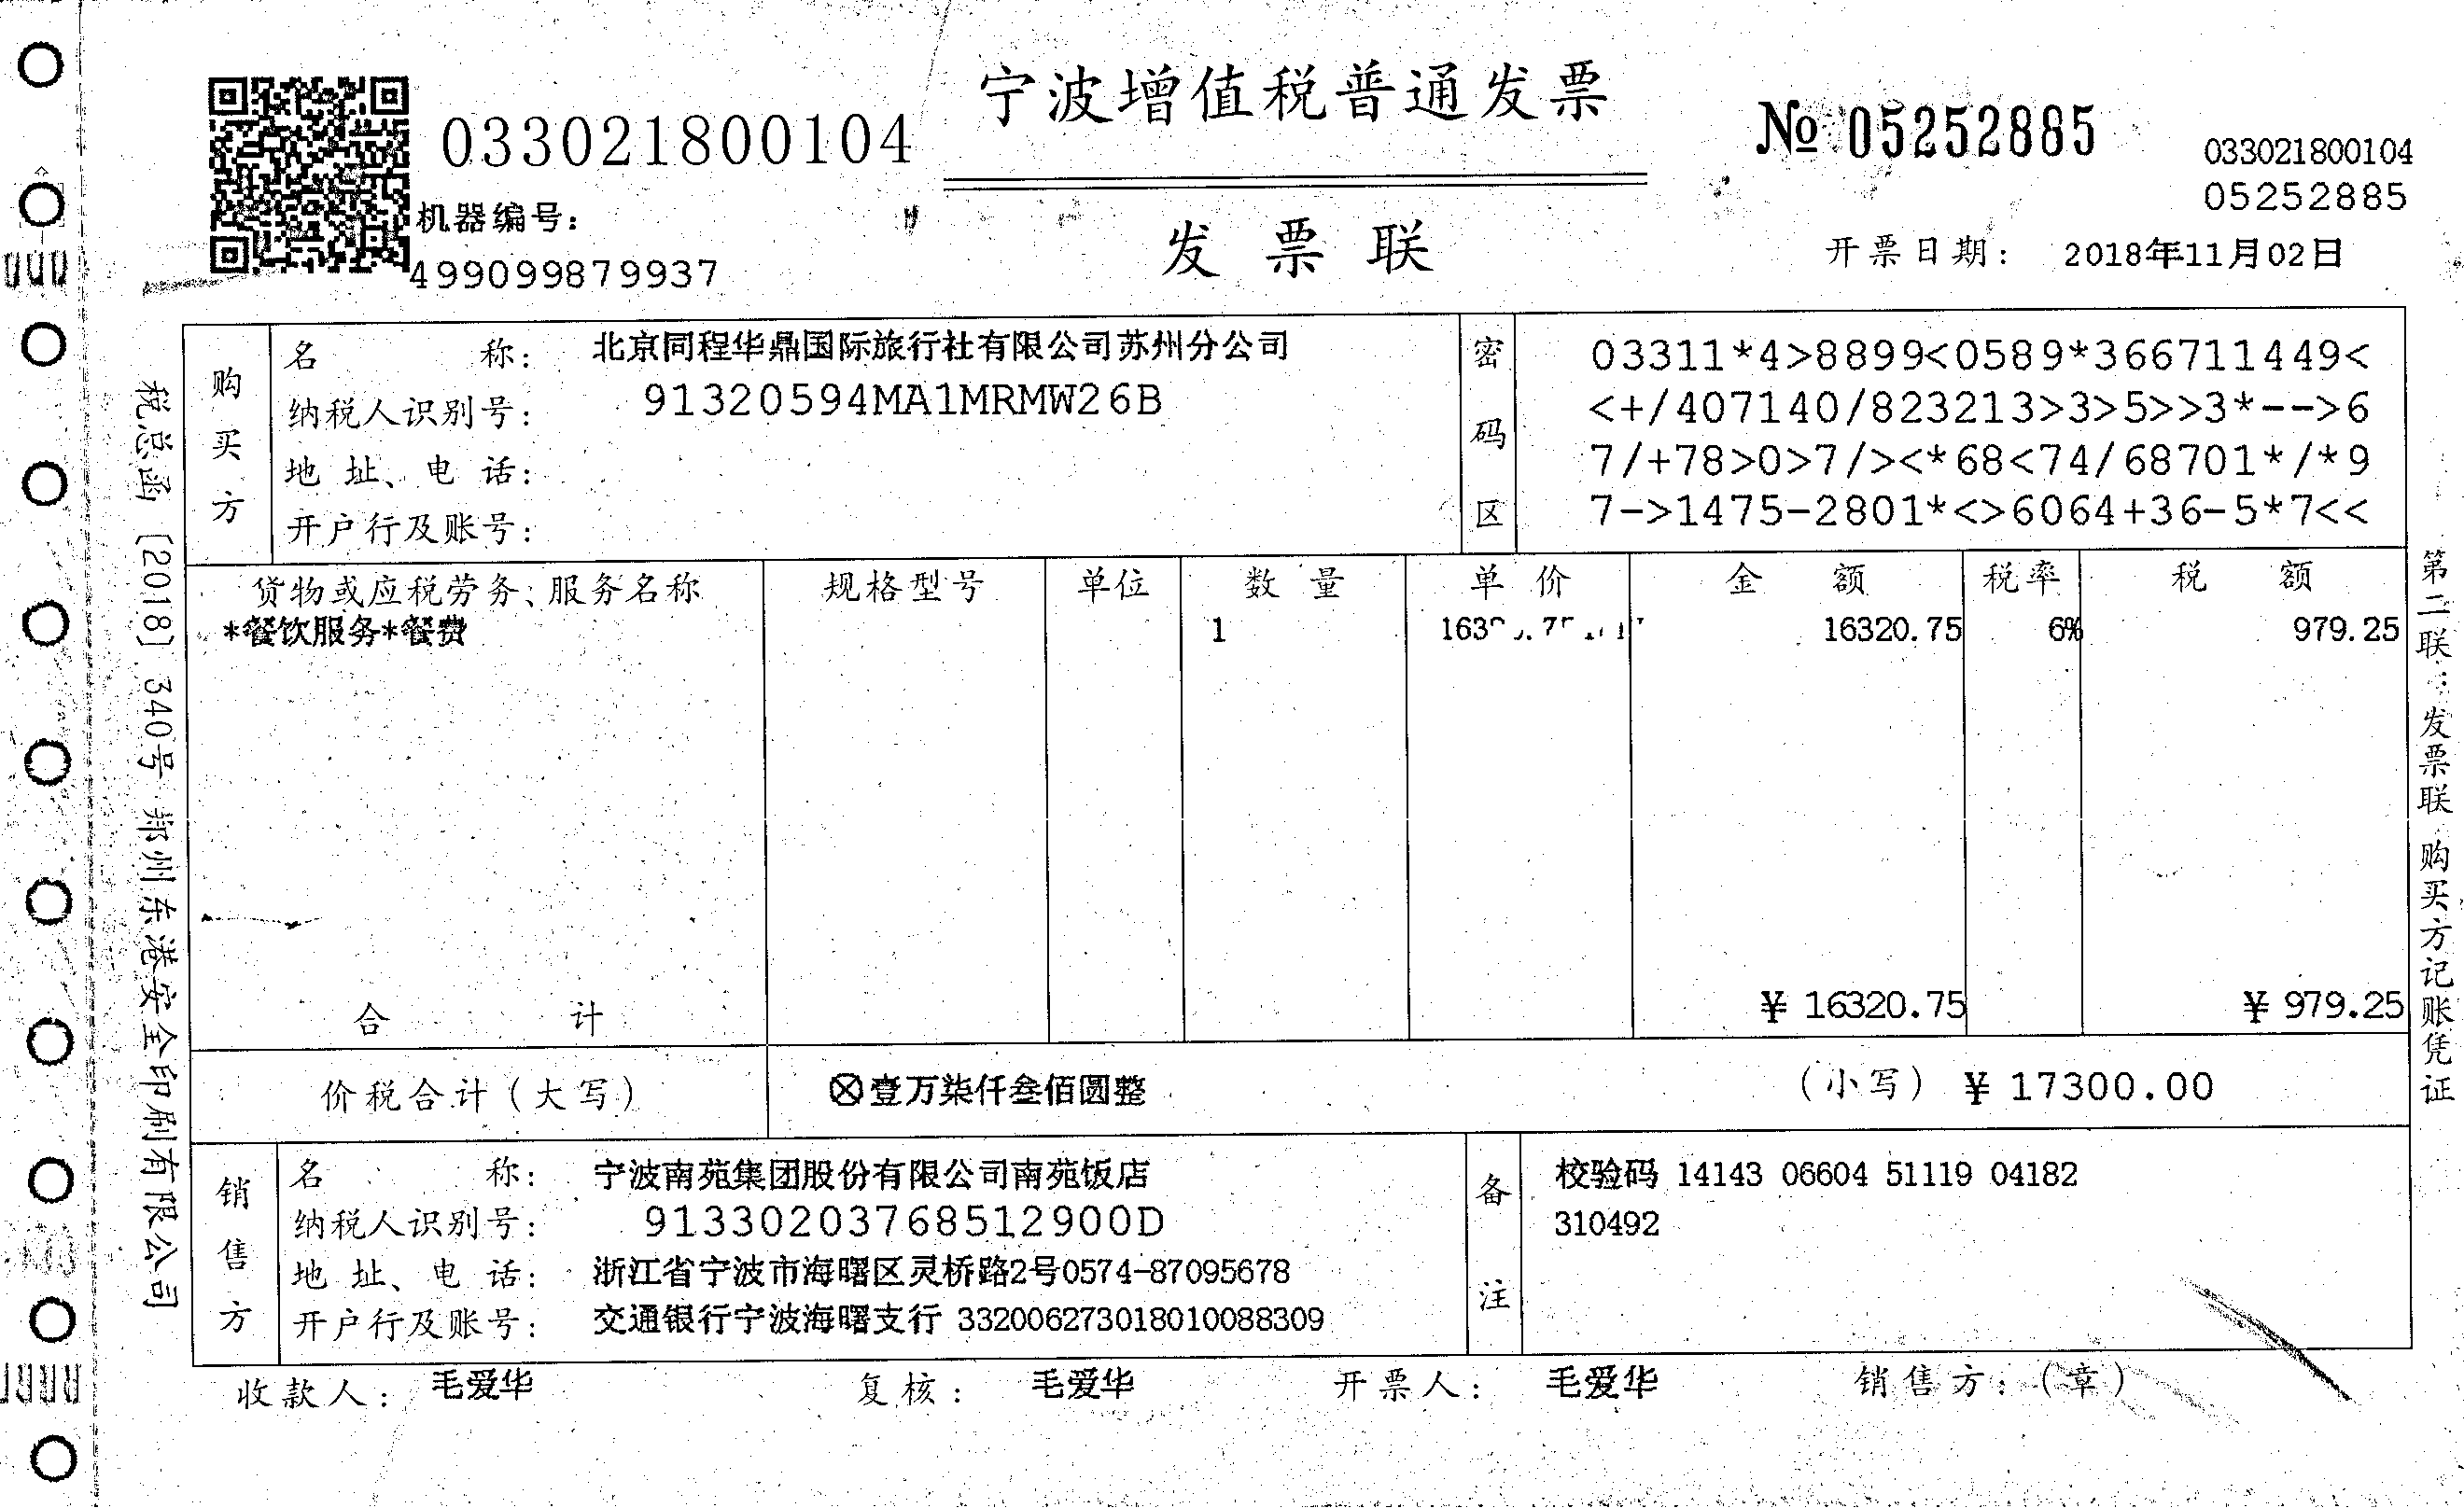 宁波增值税普通发票
033021800104
№ 05252885
033021800104
05252885
机器编号:
499099879937
发票联
开票日期: 2018年11月02日
购买方
名称: 北京同程华鼎国际旅行社有限公司苏州分公司
纳税人识别号: 91320594MA1MRMW26B
地址、电话:
开户行及账号:
密码区
03311*4>8899<0589*366711449<
<+/407140/823213>3>5>>3*-->6
7/+78>0>7/><*68<74/68701*/*9
7->1475-2801*<>6064+36-5*7<<
货物或应税劳务、服务名称 规格型号 单位 数量 单价 金额 税率 税额
*餐饮服务*餐费 1 16320.75 6% 979.25
合计 ¥16320.75 ¥979.25
价税合计(大写) ⊗壹万柒仟叁佰圆整 (小写) ¥17300.00
销售方
名称: 宁波南苑集团股份有限公司南苑饭店
纳税人识别号: 91330203768512900D
地址、电话: 浙江省宁波市海曙区灵桥路2号0574-87095678
开户行及账号: 交通银行宁波海曙支行 332006273018010088309
备注
校验码 14143 06604 51119 04182
310492
收款人: 毛爱华 复核: 毛爱华 开票人: 毛爱华 销售方:(章)
税总函〔2018〕340号 郑州东港安全印刷有限公司
第二联:发票联 购买方记账凭证